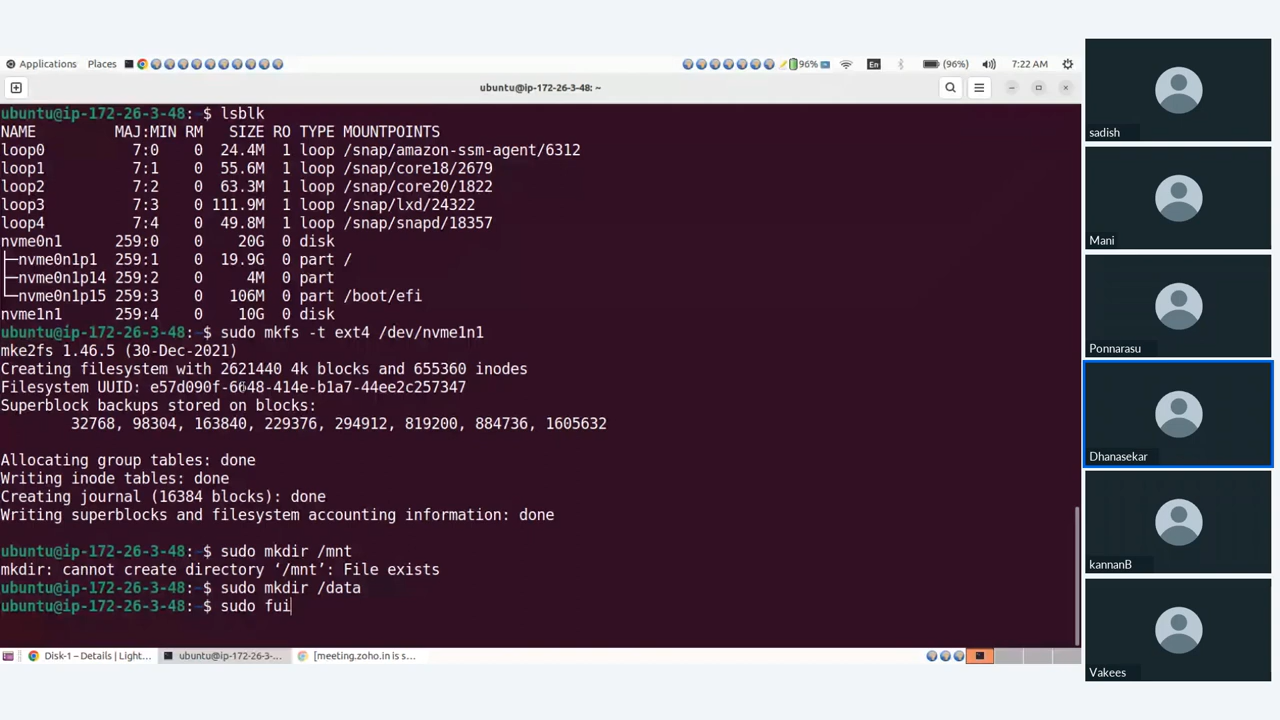 Applications Places 96% En (96%) 7:22 AM
ubuntu@ip-172-26-3-48: ~
ubuntu@ip-172-26-3-48:~$ lsblk
NAME MAJ:MIN RM SIZE RO TYPE MOUNTPOINTS
loop0 7:0 0 24.4M 1 loop /snap/amazon-ssm-agent/6312
loop1 7:1 0 55.6M 1 loop /snap/core18/2679
loop2 7:2 0 63.3M 1 loop /snap/core20/1822
loop3 7:3 0 111.9M 1 loop /snap/lxd/24322
loop4 7:4 0 49.8M 1 loop /snap/snapd/18357
nvme0n1 259:0 0 20G 0 disk
├─nvme0n1p1 259:1 0 19.9G 0 part /
├─nvme0n1p14 259:2 0 4M 0 part
└─nvme0n1p15 259:3 0 106M 0 part /boot/efi
nvme1n1 259:4 0 10G 0 disk
ubuntu@ip-172-26-3-48:~$ sudo mkfs -t ext4 /dev/nvme1n1
mke2fs 1.46.5 (30-Dec-2021)
Creating filesystem with 2621440 4k blocks and 655360 inodes
Filesystem UUID: e57d090f-6648-414e-b1a7-44ee2c257347
Superblock backups stored on blocks:
32768, 98304, 163840, 229376, 294912, 819200, 884736, 1605632
Allocating group tables: done
Writing inode tables: done
Creating journal (16384 blocks): done
Writing superblocks and filesystem accounting information: done
ubuntu@ip-172-26-3-48:~$ sudo mkdir /mnt
mkdir: cannot create directory ‘/mnt’: File exists
ubuntu@ip-172-26-3-48:~$ sudo mkdir /data
ubuntu@ip-172-26-3-48:~$ sudo fui
Disk-1 – Details | Light... ubuntu@ip-172-26-3-... [meeting.zoho.in is s...
sadish
Mani
Ponnarasu
Dhanasekar
kannanB
Vakees